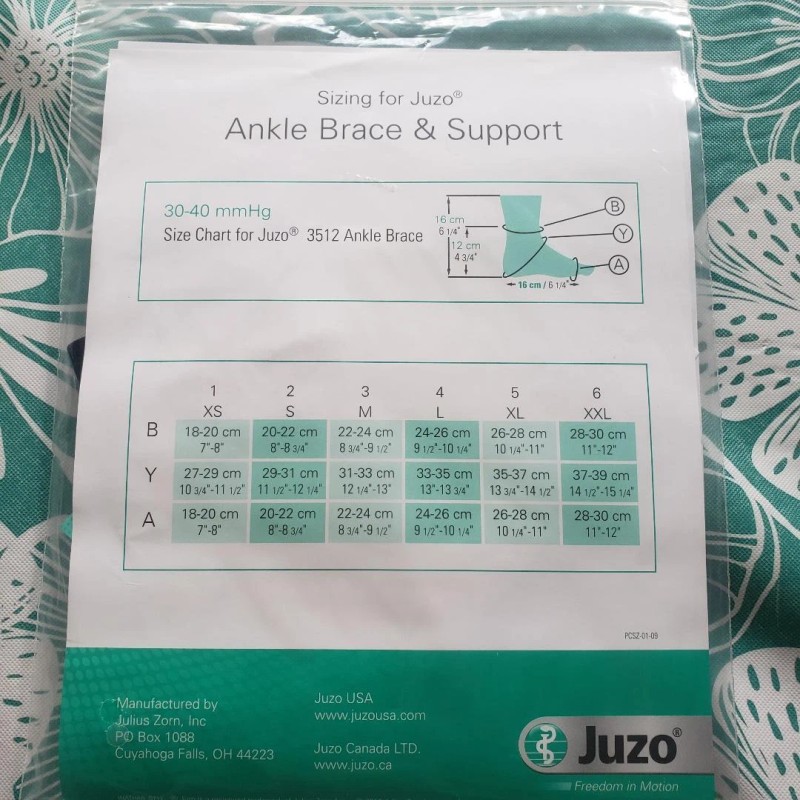 Sizing for Juzo®
Ankle Brace & Support
30-40 mmHg
Size Chart for Juzo® 3512 Ankle Brace
16 cm
6 1/4"
12 cm
4 3/4"
B
Y
A
16 cm / 6 1/4"
1 2 3 4 5 6
XS S M L XL XXL
B 18-20 cm 20-22 cm 22-24 cm 24-26 cm 26-28 cm 28-30 cm
7"-8" 8"-8 3/4" 8 3/4"-9 1/2" 9 1/2"-10 1/4" 10 1/4"-11" 11"-12"
Y 27-29 cm 29-31 cm 31-33 cm 33-35 cm 35-37 cm 37-39 cm
10 3/4"-11 1/2" 11 1/2"-12 1/4" 12 1/4"-13" 13"-13 3/4" 13 3/4"-14 1/2" 14 1/2"-15 1/4"
A 18-20 cm 20-22 cm 22-24 cm 24-26 cm 26-28 cm 28-30 cm
7"-8" 8"-8 3/4" 8 3/4"-9 1/2" 9 1/2"-10 1/4" 10 1/4"-11" 11"-12"
PCSZ-01-09
Manufactured by
Julius Zorn, Inc
PO Box 1088
Cuyahoga Falls, OH 44223
Juzo USA
www.juzousa.com
Juzo Canada LTD.
www.juzo.ca
Juzo®
Freedom in Motion